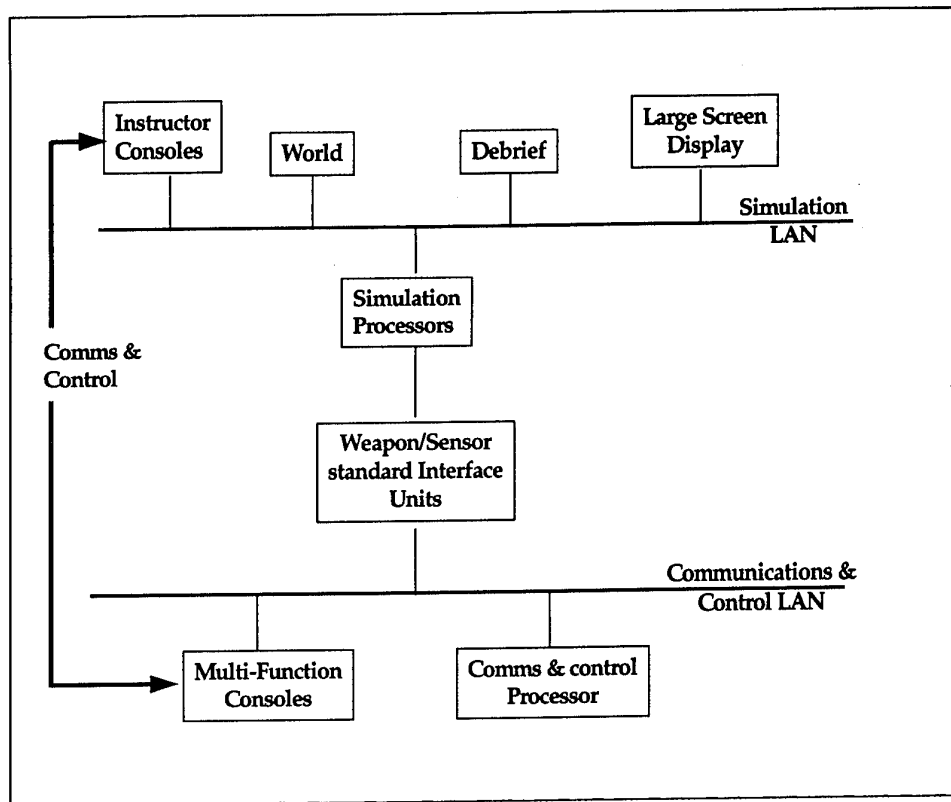 Instructor
Consoles
World
Debrief
Large Screen
Display
Simulation
LAN
Simulation
Processors
Comms &
Control
Weapon/Sensor
standard Interface
Units
Communications &
Control LAN
Multi-Function
Consoles
Comms & control
Processor